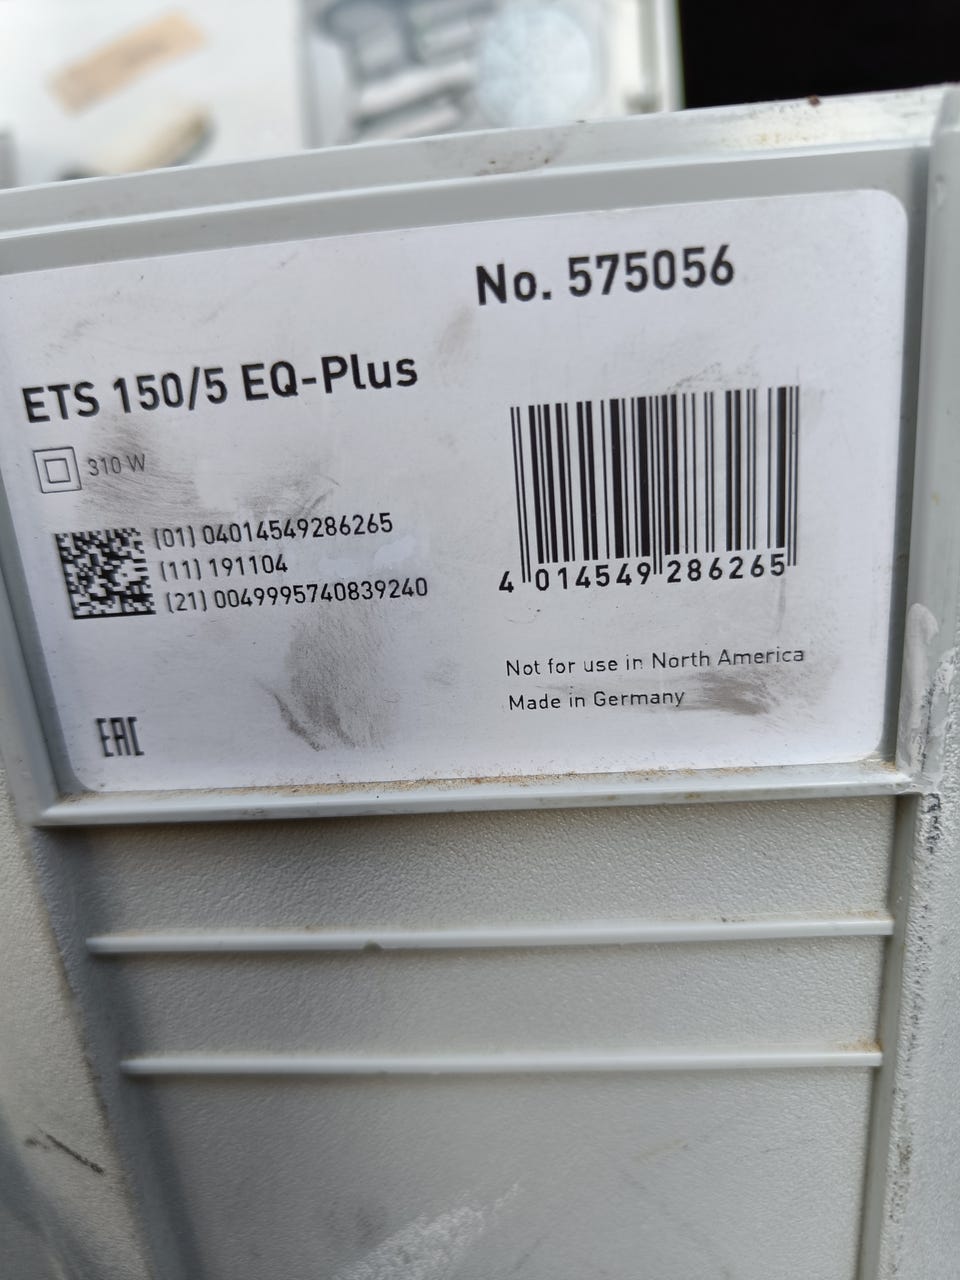 No. 575056
ETS 150/5 EQ-Plus
310 W
(01) 04014549286265
(11) 191104
(21) 0049995740839240
4 014549 286265
Not for use in North America
Made in Germany
EAC